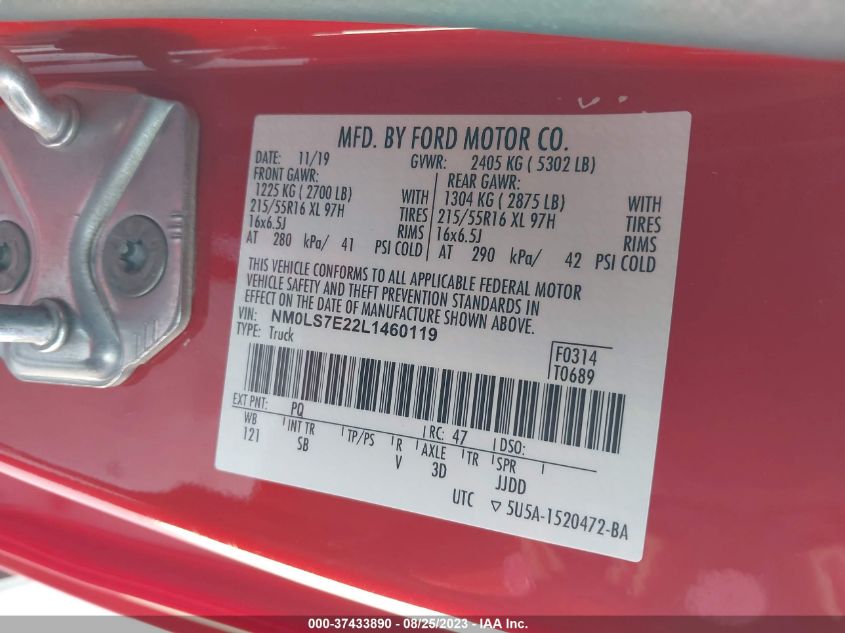 MFD. BY FORD MOTOR CO.
DATE: 11/19 GVWR: 2405 KG ( 5302 LB)
FRONT GAWR: REAR GAWR:
1225 KG ( 2700 LB) WITH 1304 KG ( 2875 LB) WITH
215/55R16 XL 97H TIRES 215/55R16 XL 97H TIRES
16x6.5J RIMS 16x6.5J RIMS
AT 280 kPa/ 41 PSI COLD AT 290 kPa/ 42 PSI COLD
THIS VEHICLE CONFORMS TO ALL APPLICABLE FEDERAL MOTOR
VEHICLE SAFETY AND THEFT PREVENTION STANDARDS IN
EFFECT ON THE DATE OF MANUFACTURE SHOWN ABOVE.
VIN: NM0LS7E22L1460119
TYPE: Truck
F0314
T0689
EXT PNT: PQ RC: 47 DSO:
WB INT TR TP/PS R AXLE TR SPR
121 SB V 3D JJDD
UTC ▽ 5U5A-1520472-BA
000-37433890 - 08/25/2023 - IAA Inc.